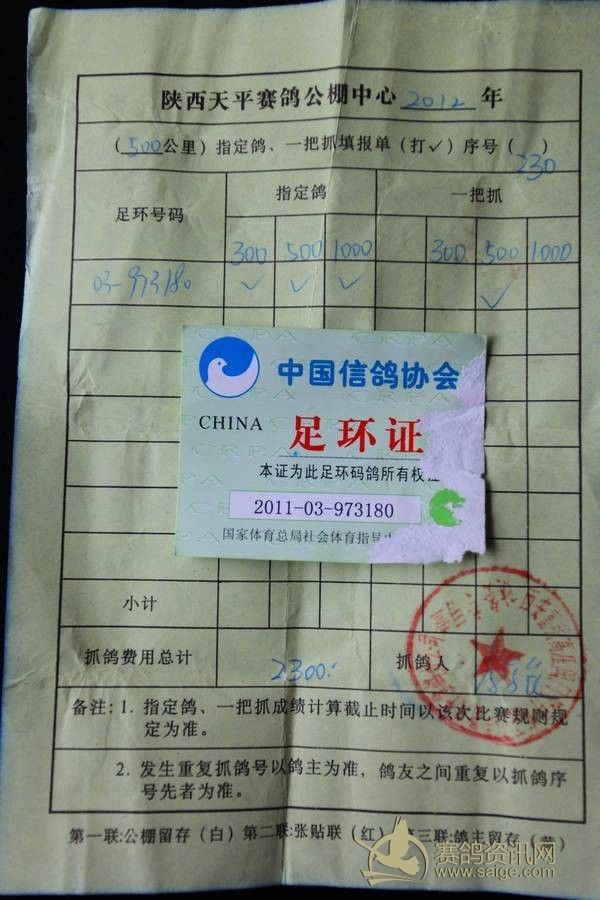 陕西天平赛鸽公棚中心 2012 年
（500公里）指定鸽、一把抓填报单（打✓）序号（ ）
230
足环号码 指定鸽 一把抓
300 500 1000 300 500 1000
03-973180 ✓ ✓ ✓ ✓
CRPA CRPA
中国信鸽协会
CHINA 足环证
本证为此足环码鸽所有权
2011-03-973180
国家体育总局社会体育指导
小计
抓鸽费用总计 2300. 抓鸽人
备注：1. 指定鸽、一把抓成绩计算截止时间以该次比赛规则规
定为准。
2. 发生重复抓鸽号以鸽主为准，鸽友之间重复以抓鸽序
号先者为准。
第一联:公棚留存（白）第二联:张贴联（红）第三联:鸽主留存（黄）
赛鸽资讯网
www.saige.com